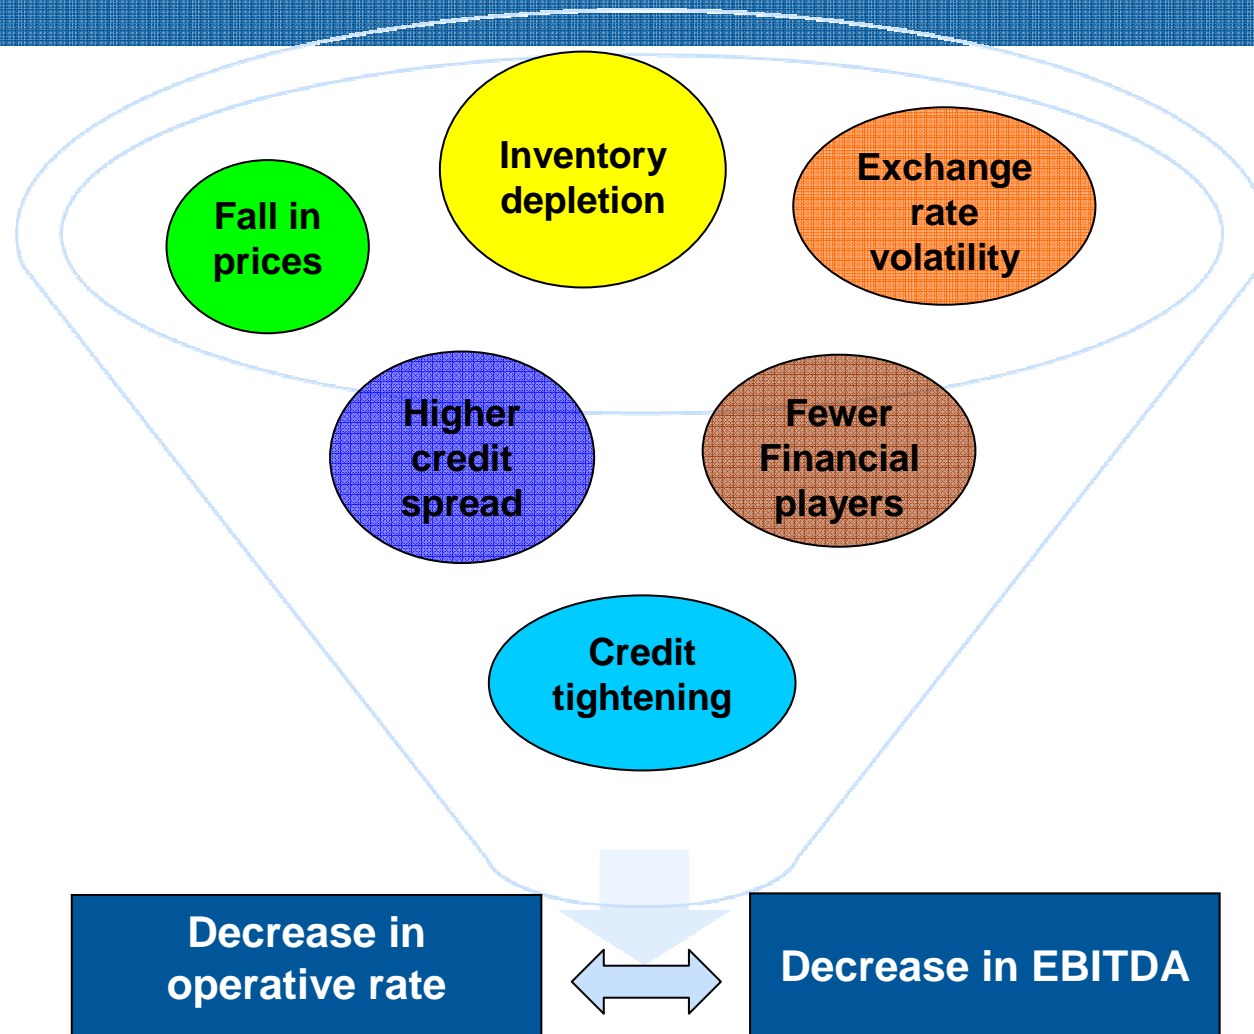 Inventory
depletion
Exchange
rate
volatility
Fall in
prices
Higher
credit
spread
Fewer
Financial
players
Credit
tightening
Decrease in
operative rate
Decrease in EBITDA